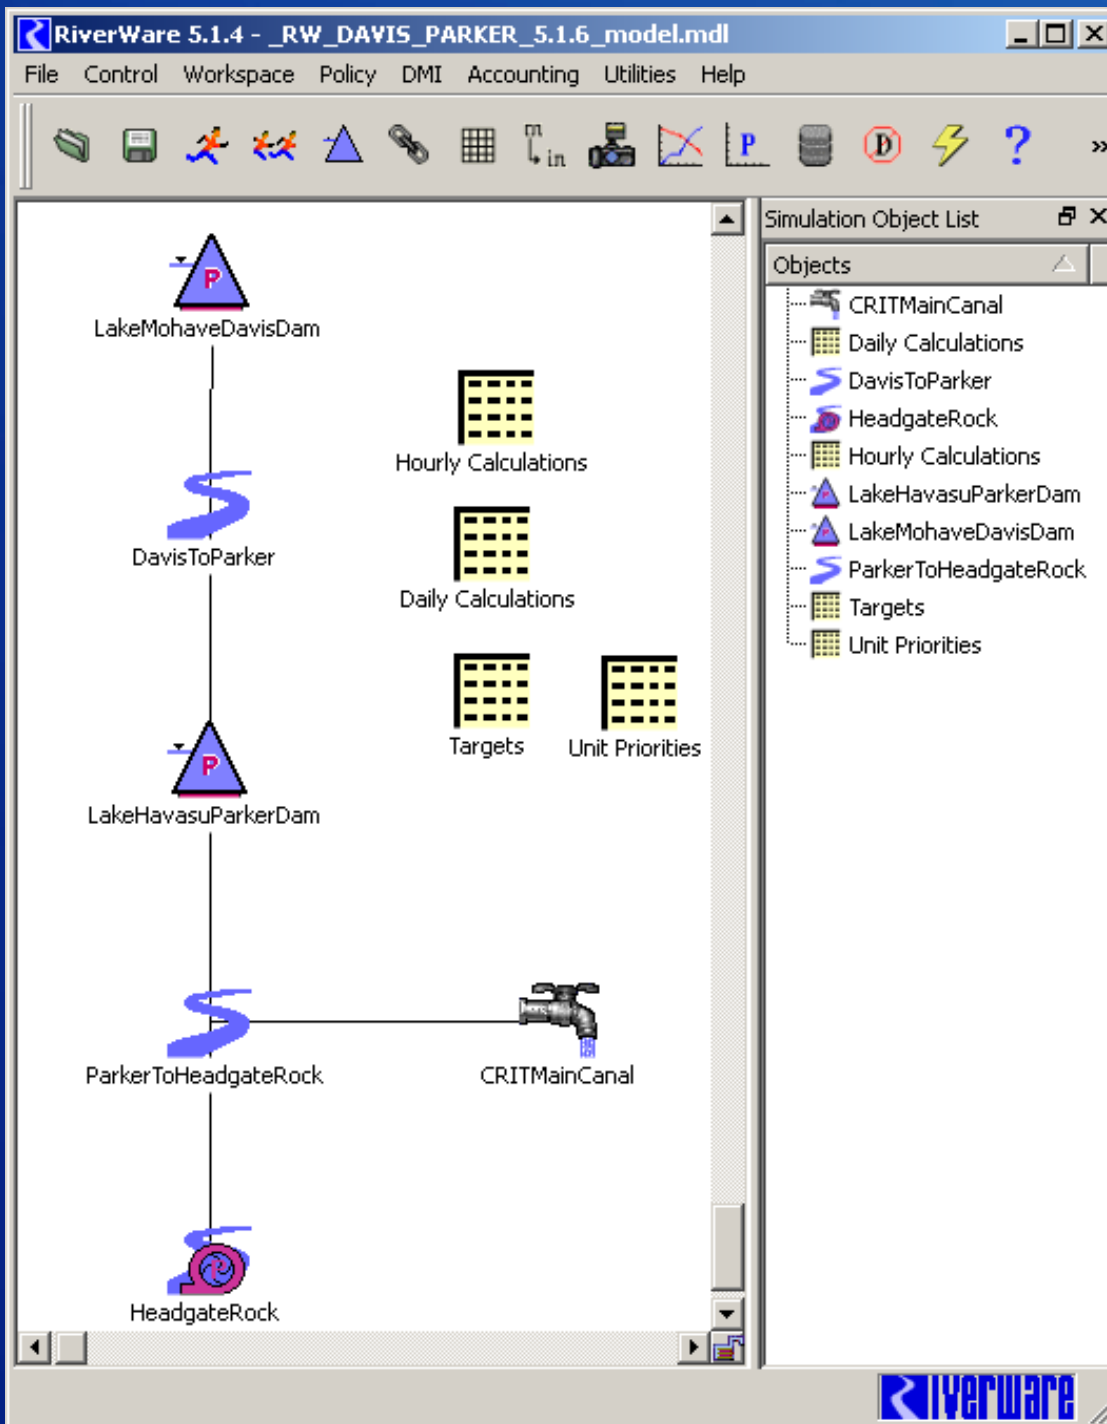 RiverWare 5.1.4 - _RW_DAVIS_PARKER_5.1.6_model.mdl
File Control Workspace Policy DMI Accounting Utilities Help
m
in
P
D
?
»
Simulation Object List
Objects
P
LakeMohaveDavisDam
Hourly Calculations
DavisToParker
Daily Calculations
Targets
Unit Priorities
P
LakeHavasuParkerDam
ParkerToHeadgateRock
CRITMainCanal
HeadgateRock
CRITMainCanal
Daily Calculations
DavisToParker
HeadgateRock
Hourly Calculations
LakeHavasuParkerDam
LakeMohaveDavisDam
ParkerToHeadgateRock
Targets
Unit Priorities
Riverware